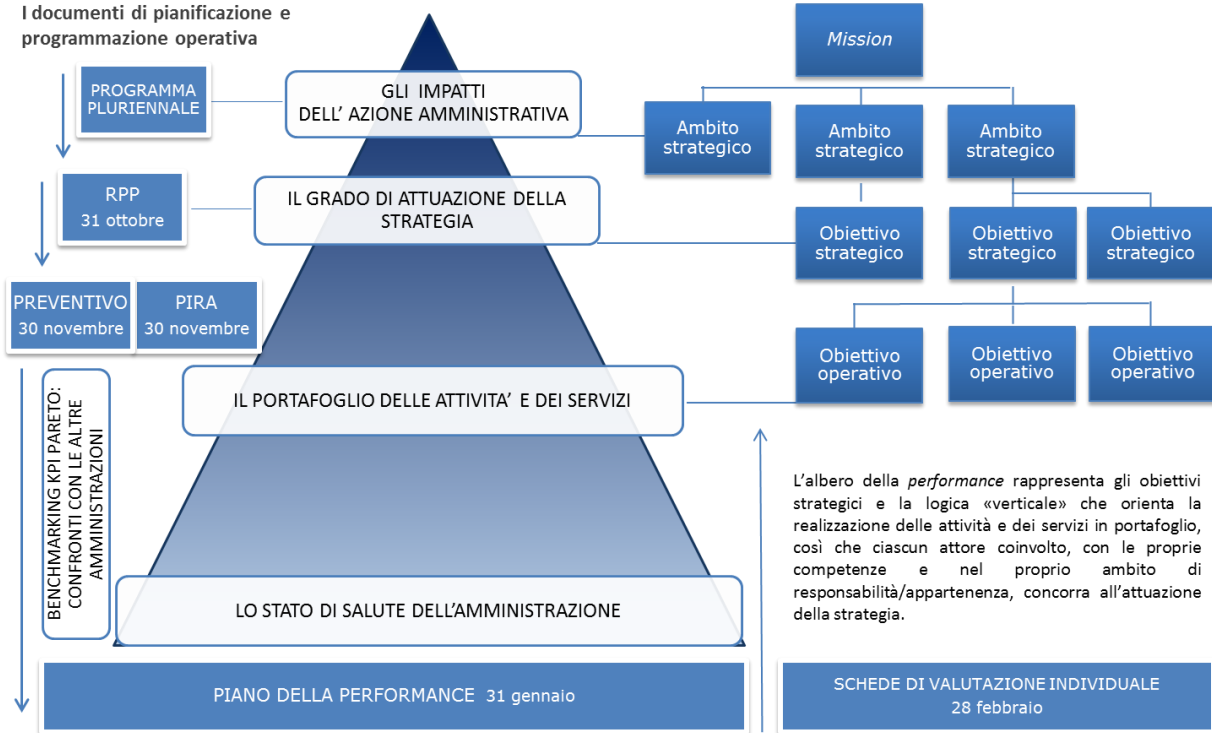 I documenti di pianificazione e
programmazione operativa
PROGRAMMA
PLURIENNALE
GLI IMPATTI
DELL’ AZIONE AMMINISTRATIVA
Mission
Ambito
strategico
Ambito
strategico
Ambito
strategico
RPP
31 ottobre
IL GRADO DI ATTUAZIONE DELLA
STRATEGIA
Obiettivo
strategico
Obiettivo
strategico
Obiettivo
strategico
PREVENTIVO
30 novembre
PIRA
30 novembre
Obiettivo
operativo
Obiettivo
operativo
Obiettivo
operativo
IL PORTAFOGLIO DELLE ATTIVITA’ E DEI SERVIZI
BENCHMARKING KPI PARETO:
CONFRONTI CON LE ALTRE
AMMINISTRAZIONI
L’albero della performance rappresenta gli obiettivi
strategici e la logica «verticale» che orienta la
realizzazione delle attività e dei servizi in portafoglio,
così che ciascun attore coinvolto, con le proprie
competenze e nel proprio ambito di
responsabilità/appartenenza, concorra all’attuazione
della strategia.
LO STATO DI SALUTE DELL’AMMINISTRAZIONE
PIANO DELLA PERFORMANCE 31 gennaio
SCHEDE DI VALUTAZIONE INDIVIDUALE
28 febbraio